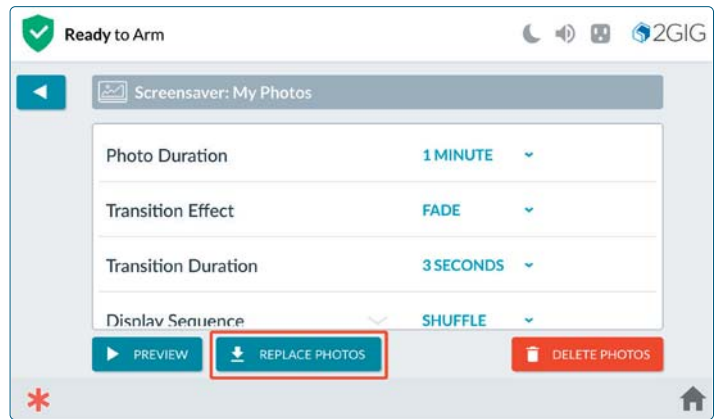 Ready to Arm
2GIG
Screensaver: My Photos
Photo Duration 1 MINUTE
Transition Effect FADE
Transition Duration 3 SECONDS
Display Sequence SHUFFLE
PREVIEW REPLACE PHOTOS DELETE PHOTOS